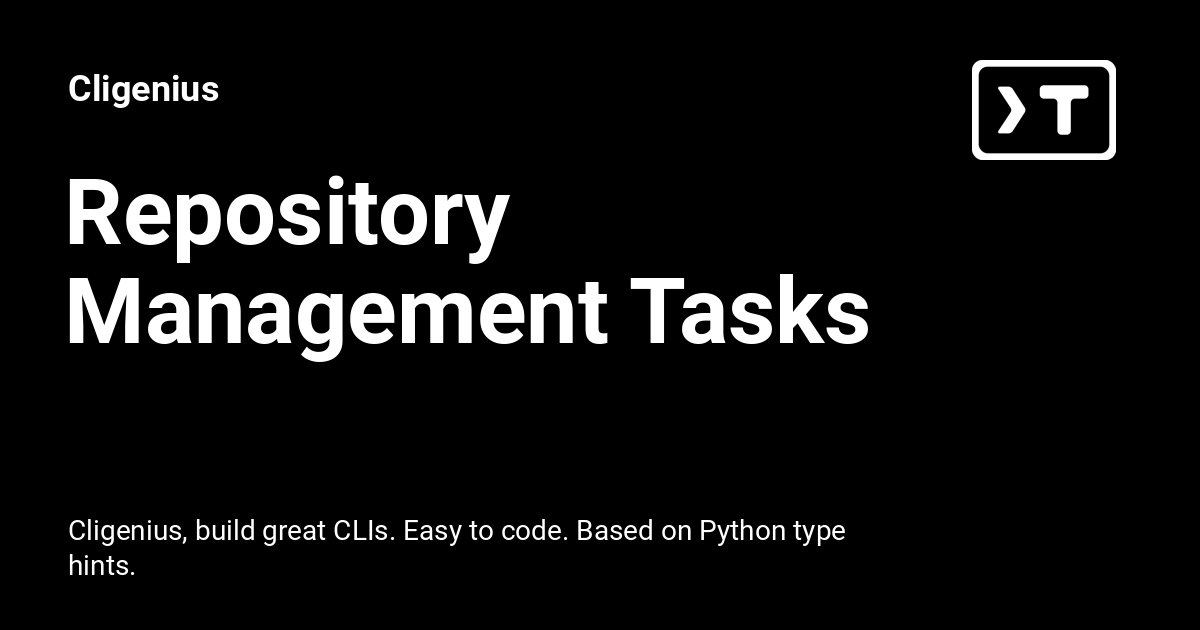 Cligenius
T
Repository
Management Tasks
Cligenius, build great CLIs. Easy to code. Based on Python type
hints.